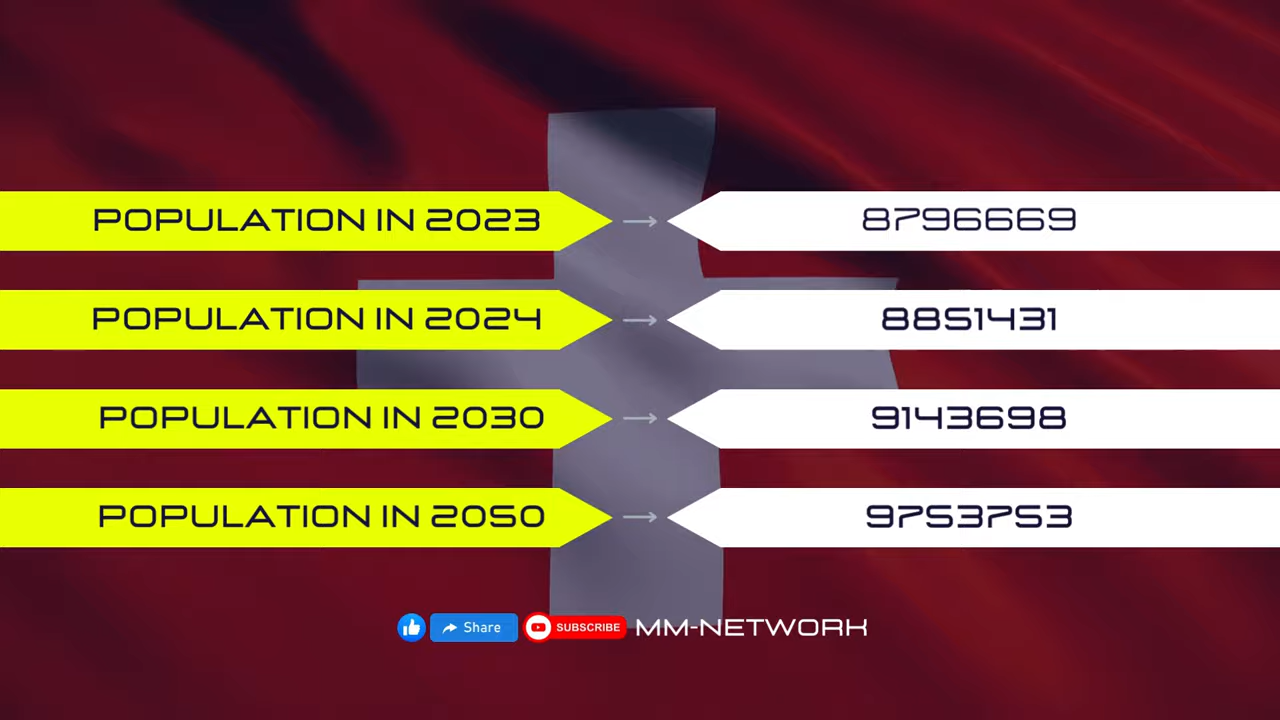 POPULATION IN 2023 → 8796669
POPULATION IN 2024 → 8851431
POPULATION IN 2030 → 9143698
POPULATION IN 2050 → 9753753
Share SUBSCRIBE MM-NETWORK